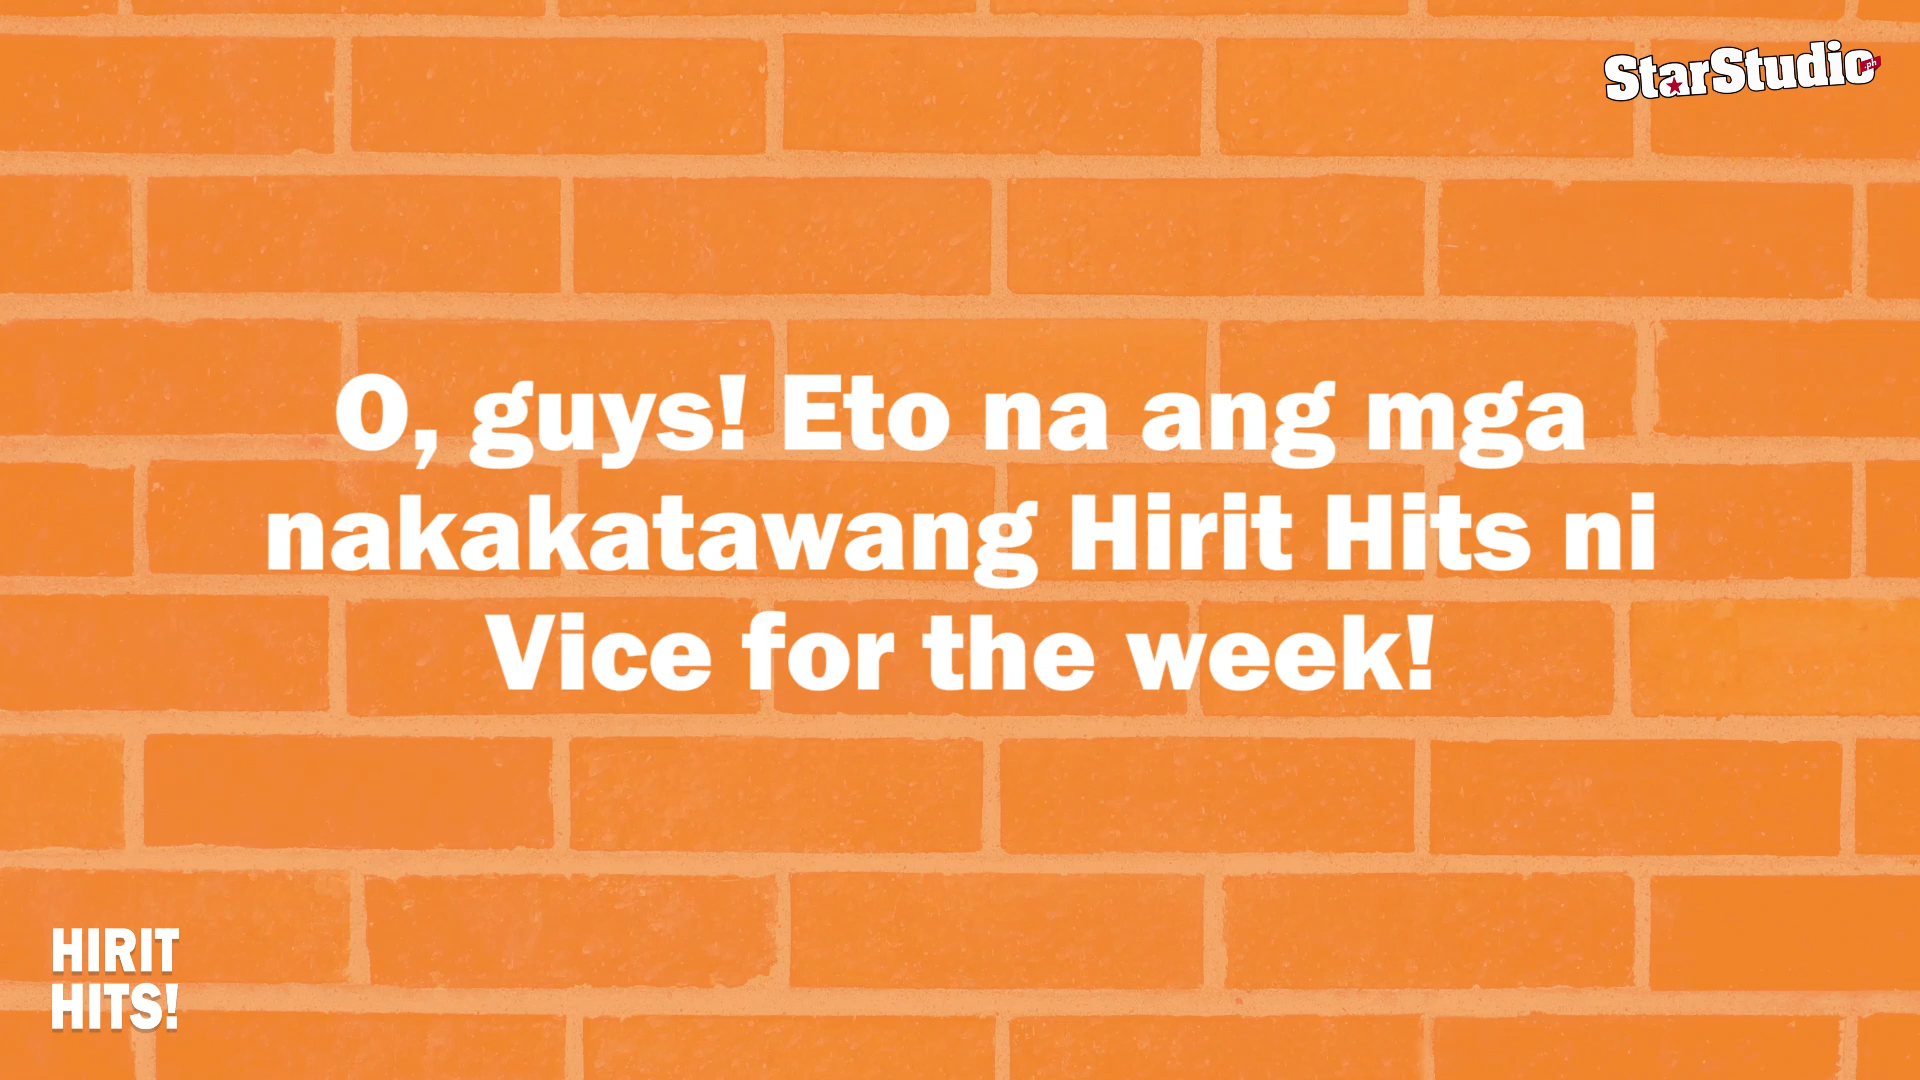 StarStudio.ph
O, guys! Eto na ang mga
nakakatawang Hirit Hits ni
Vice for the week!
HIRIT
HITS!